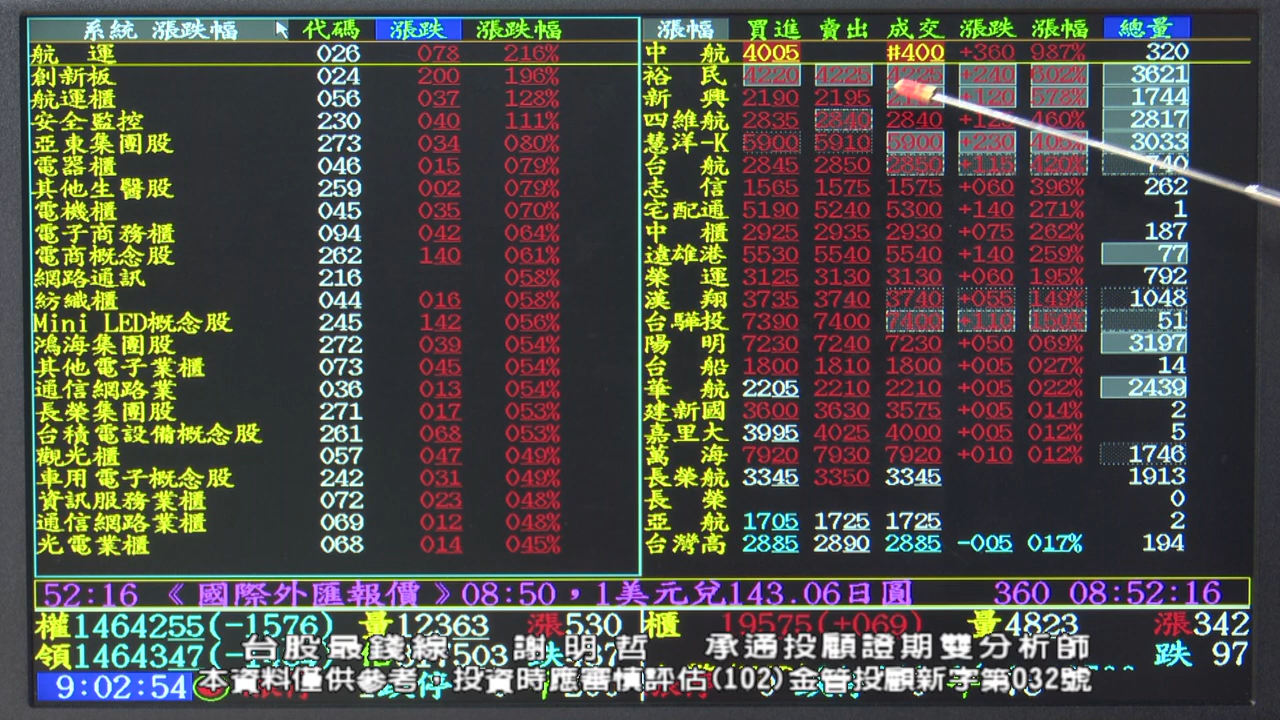 系統 漲跌幅 代碼 漲跌 漲跌幅
航運 026 078 216%
創新板 024 200 196%
航運櫃 056 037 128%
安全監控 230 040 111%
亞東集團股 273 034 080%
電器櫃 046 015 079%
其他生醫股 259 002 079%
電機櫃 045 035 070%
電子商務櫃 094 042 064%
電商概念股 262 140 061%
網路通訊 216 058%
紡織櫃 044 016 058%
Mini LED概念股 245 142 056%
鴻海集團股 272 038 054%
其他電子業櫃 073 045 054%
通信網路業 036 013 054%
長榮集團股 271 017 053%
台積電設備概念股 261 068 053%
觀光櫃 057 047 049%
車用電子概念股 242 031 049%
資訊服務業櫃 072 023 048%
通信網路業櫃 069 012 048%
光電業櫃 068 014 045%
漲幅 買進 賣出 成交 漲跌 漲幅 總量
中航 4005 #400 +360 987% 320
裕民 4220 4225 4225 +240 602% 3621
新興 2190 2195 +120 578% 1744
四維航 2835 2840 2840 460% 2817
慧洋-K 5900 5910 5900 +230 405% 3033
台航 2845 2850 2850 +115 420% 740
志信 1565 1575 1575 +060 396% 262
宅配通 5190 5240 5300 +140 271% 1
中櫃 2925 2935 2930 +075 262% 187
遠雄港 5530 5540 5540 +140 259% 77
榮運 3125 3130 3130 +060 195% 792
漢翔 3735 3740 3740 +055 149% 1048
台驊投 7390 7400 7400 +110 150% 51
陽明 7230 7240 7230 +050 069% 3197
台船 1800 1810 1800 +005 027% 14
華航 2205 2210 2210 +005 022% 2439
建新國 3600 3630 3575 +005 014% 2
嘉里大 3995 4025 4000 +005 012% 5
萬海 7920 7930 7920 +010 012% 1746
長榮航 3345 3350 3345 1913
長榮 0
亞航 1705 1725 1725 2
台灣高 2885 2890 2885 -005 017% 194
52:16 《 國際外匯報價 》08:50，1美元兌143.06日圓 360 08:52:16
權1464255(-1576) 量12363 漲530 櫃 19575(+069) 量4823 漲342
領1464347 跌 97
台股最錢線 謝明哲 承通投顧證期雙分析師
9:02:54
本資料僅供參考，投資時應審慎評估(102)金管投顧新字第032號